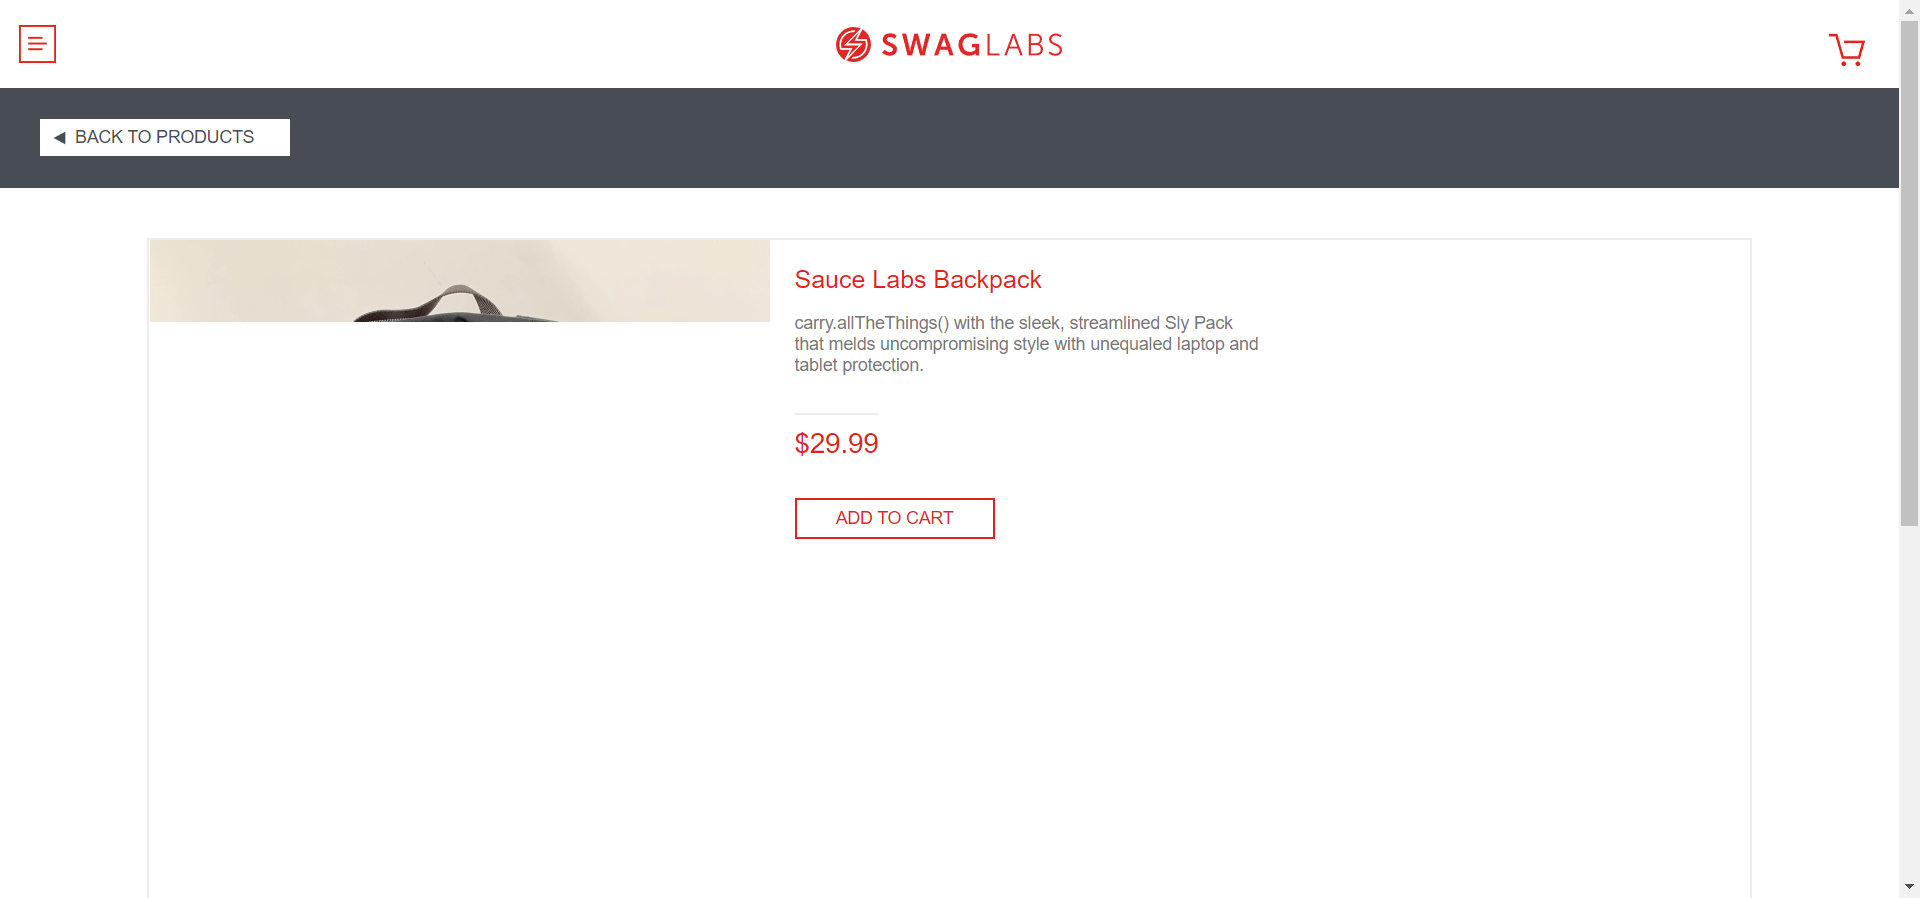 SWAGLABS
BACK TO PRODUCTS
Sauce Labs Backpack
carry.allTheThings() with the sleek, streamlined Sly Pack
that melds uncompromising style with unequaled laptop and
tablet protection.
$29.99
ADD TO CART